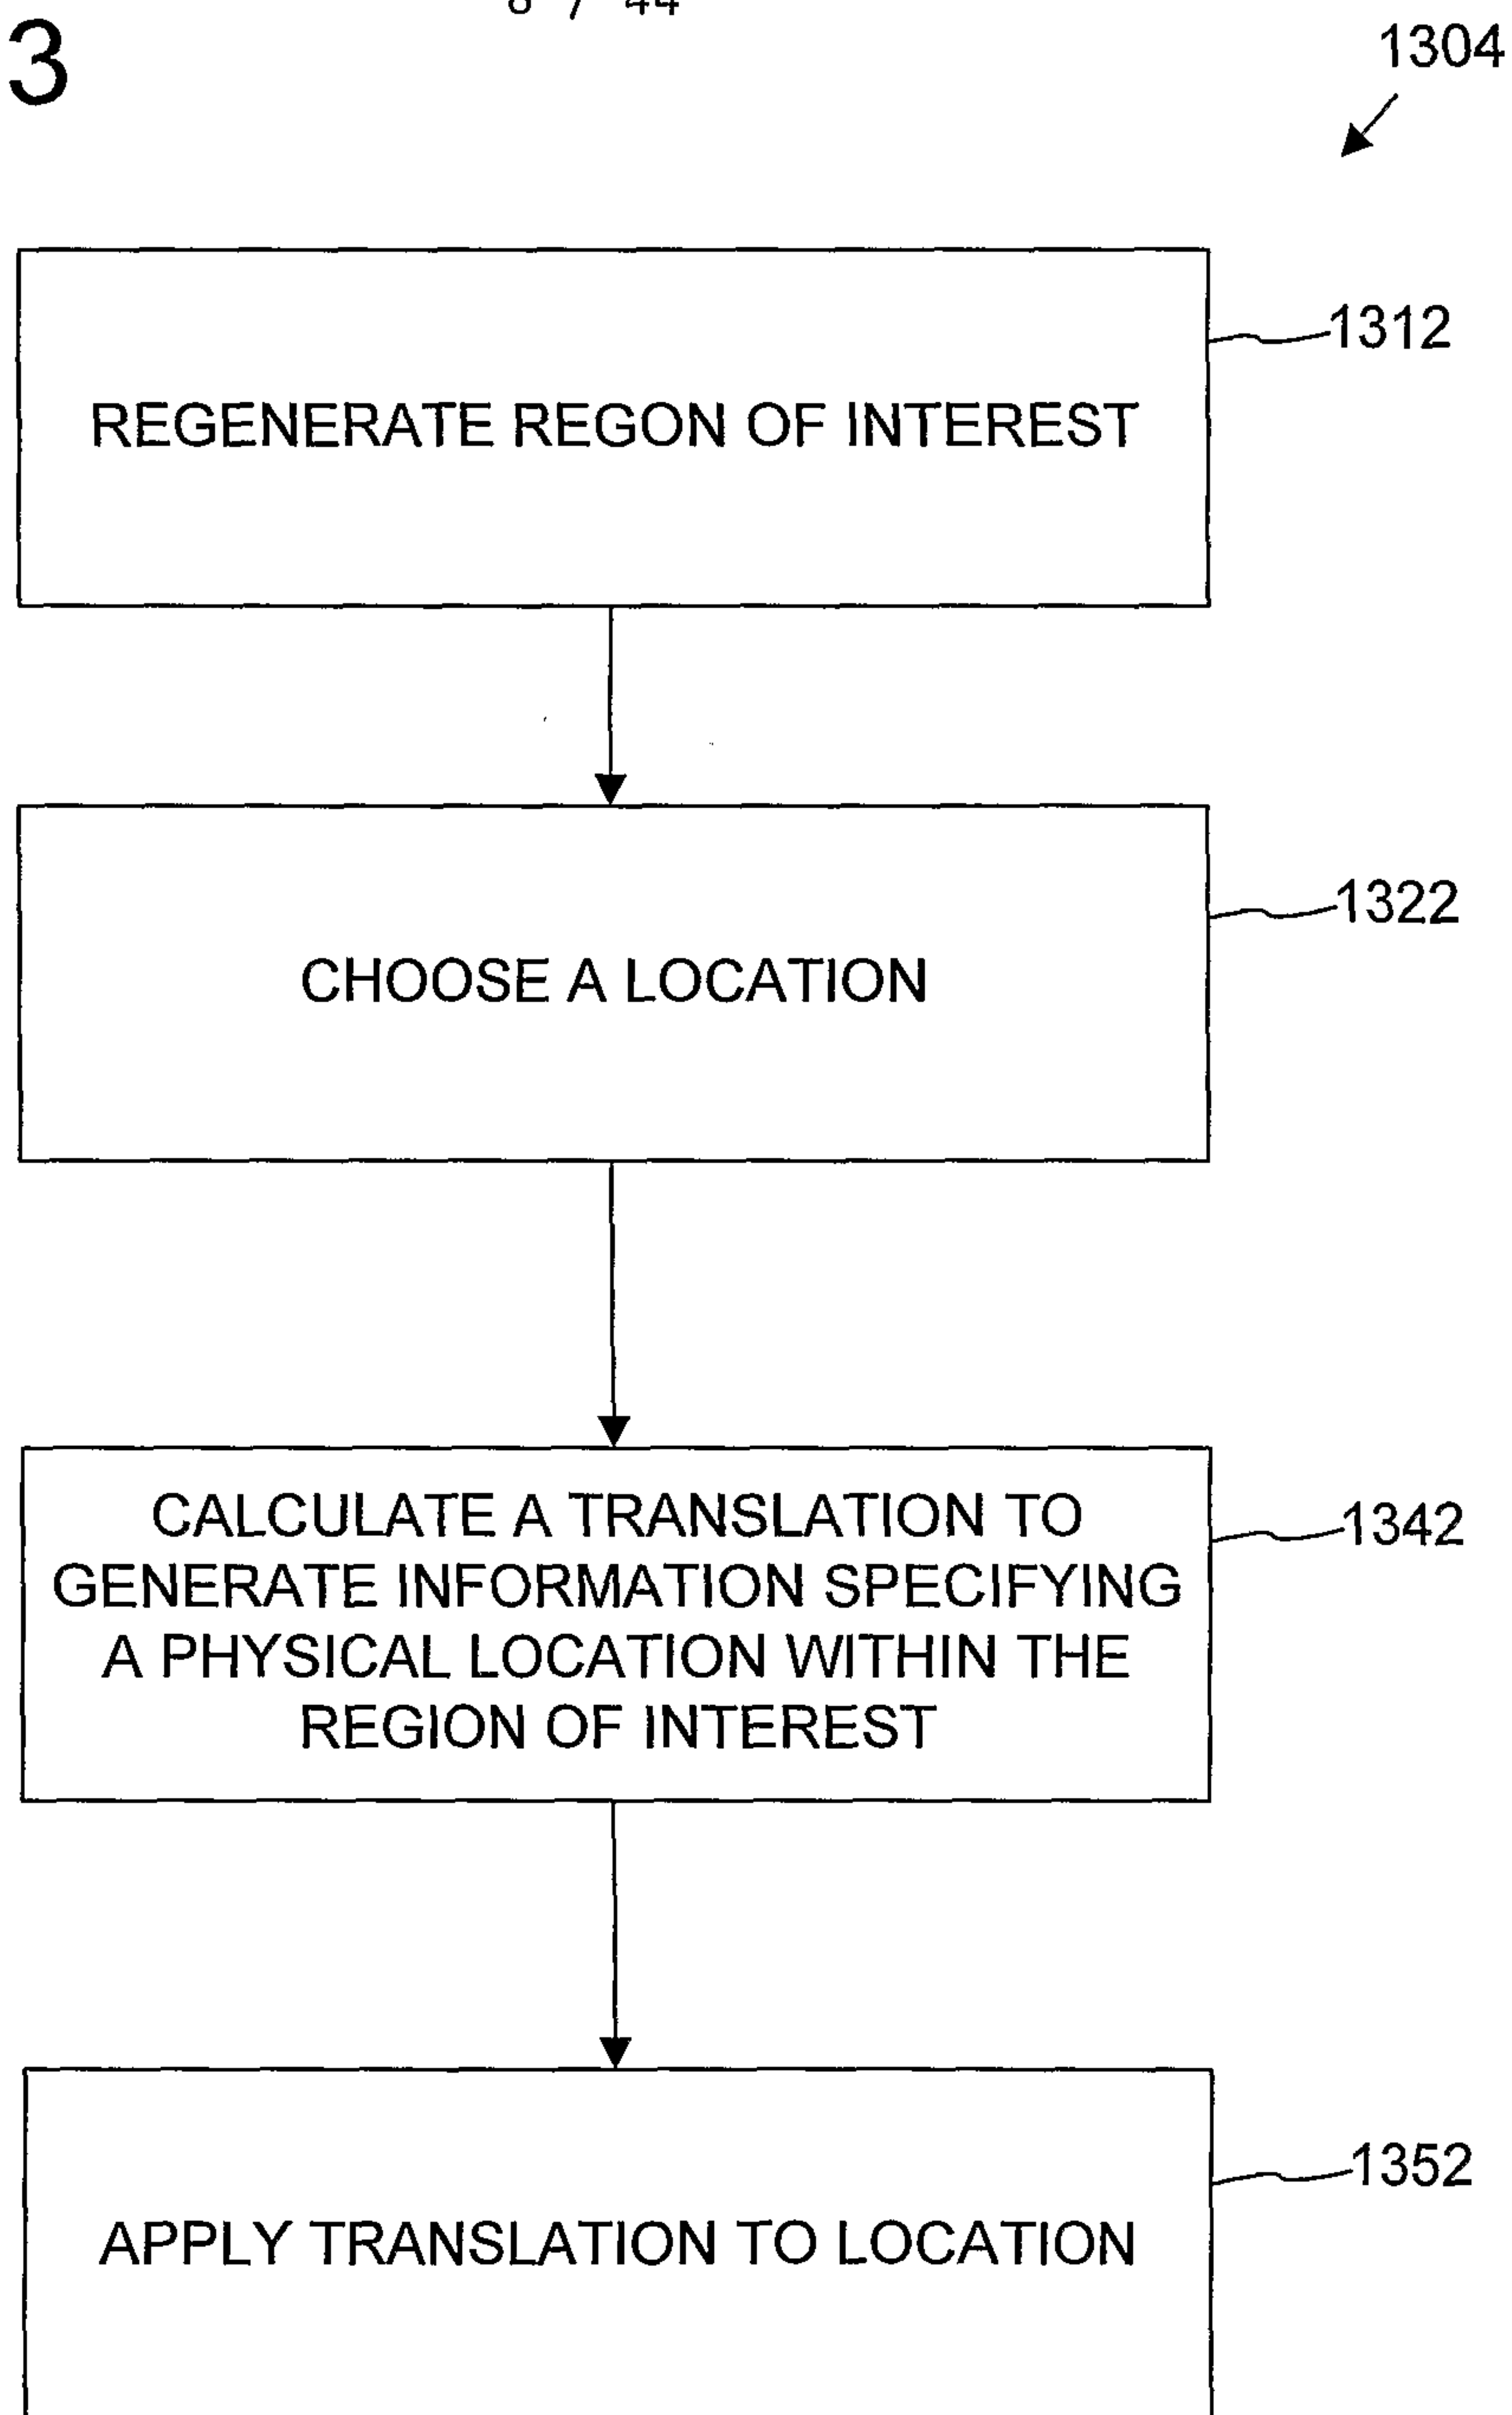 / 44
3
1304
1312
REGENERATE REGON OF INTEREST
1322
CHOOSE A LOCATION
1342
CALCULATE A TRANSLATION TO
GENERATE INFORMATION SPECIFYING
A PHYSICAL LOCATION WITHIN THE
REGION OF INTEREST
1352
APPLY TRANSLATION TO LOCATION